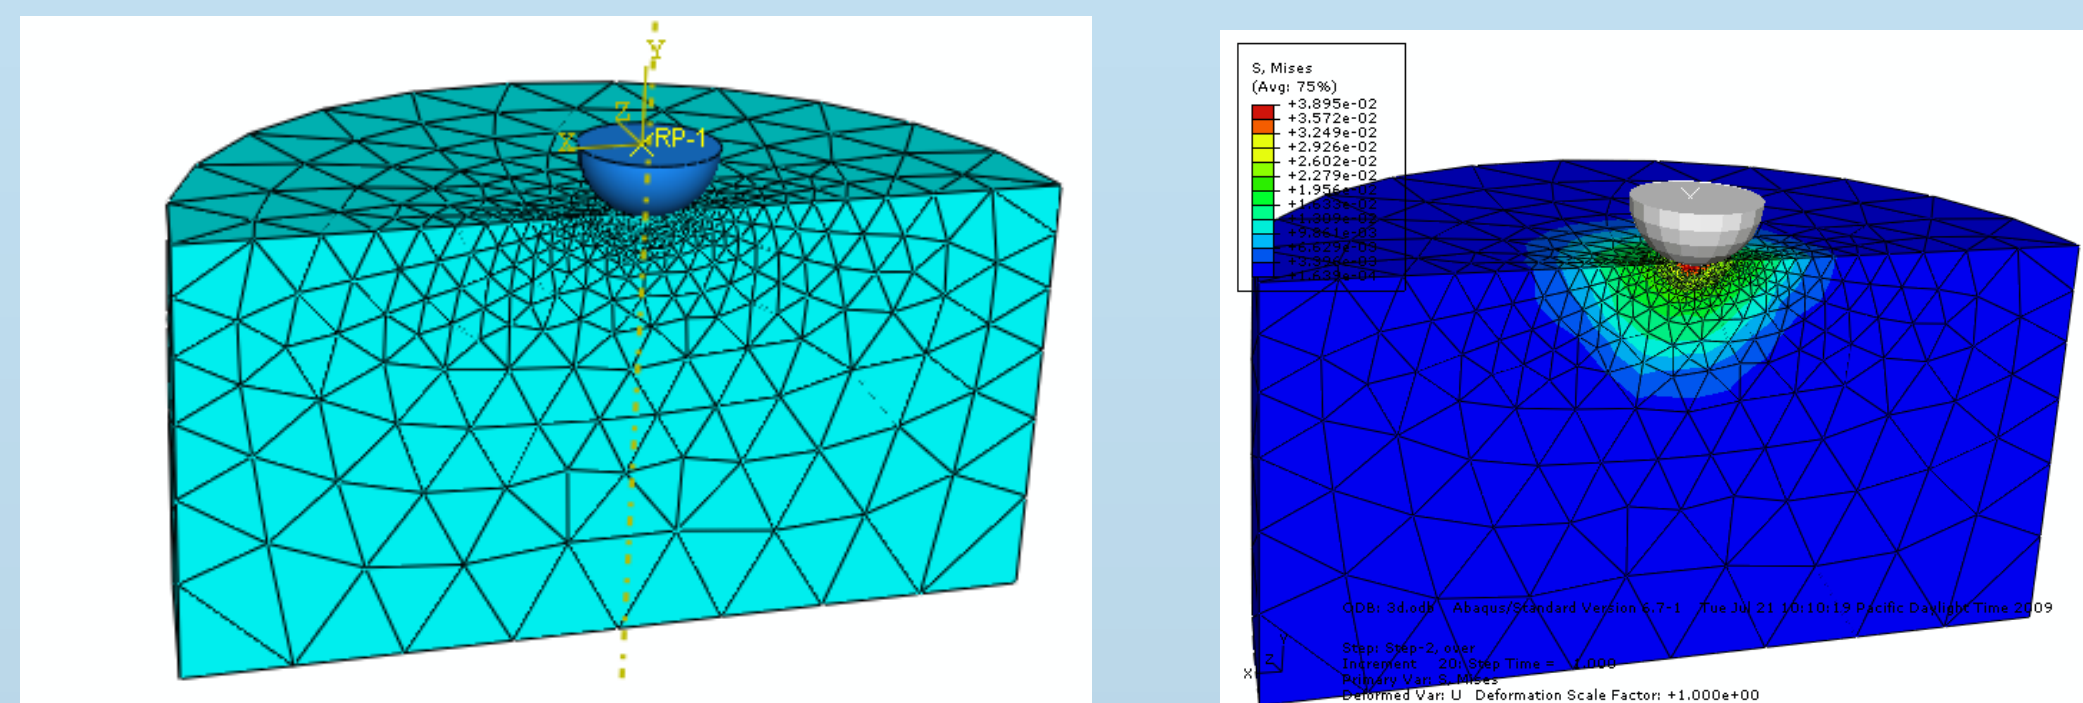 Y
Z
X
RP-1
S, Mises
(Avg: 75%)
+3.895e-02
+3.572e-02
+3.249e-02
+2.926e-02
+2.602e-02
+2.279e-02
ODB: 3d.odb Abaqus/Standard Version 6.7-1 Tue Jul 21 10:10:19 Pacific Daylight Time 2009
Y
Z
X
Step: Step-2, over
Increment 20: Step Time = 1.000
Primary Var: S, Mises
Deformed Var: U Deformation Scale Factor: +1.000e+00